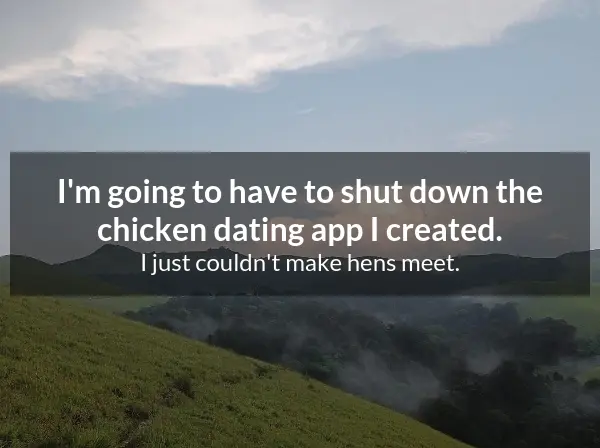 I'm going to have to shut down the
chicken dating app I created.
I just couldn't make hens meet.